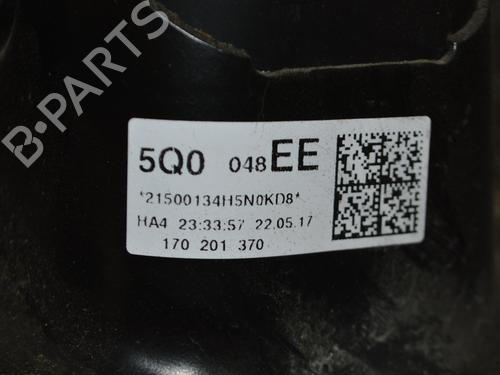 B-PARTS
5Q0 048EE
*21500134H5N0KD8*
HA4 23:33:57 22.05.17
170 201 370